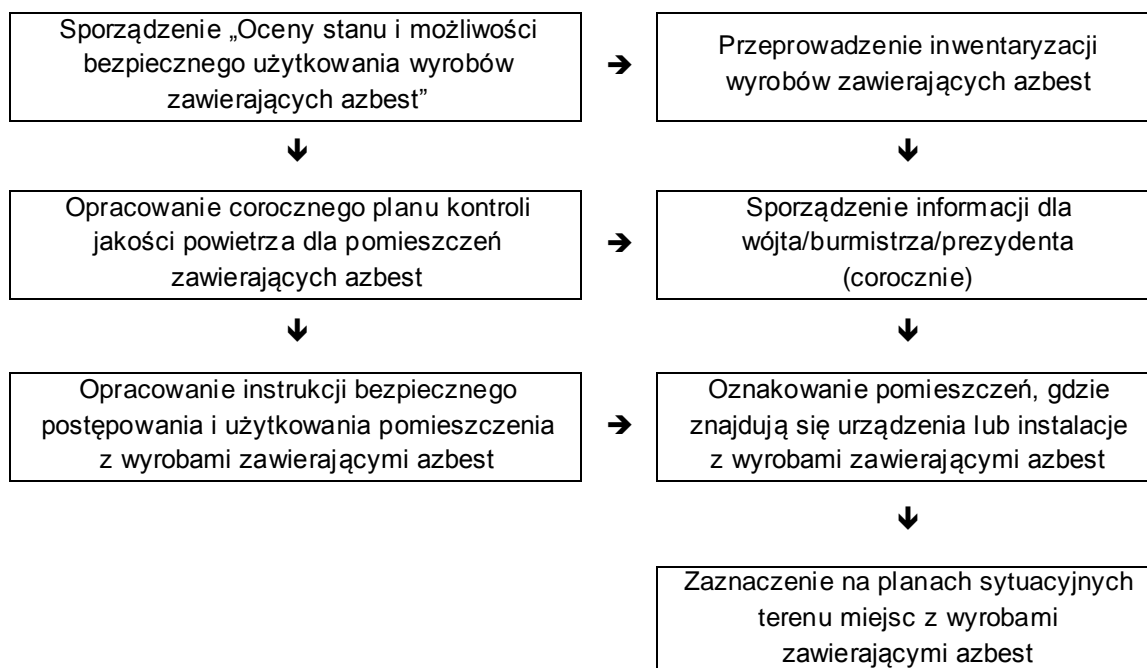 Sporządzenie „Oceny stanu i możliwości
bezpiecznego użytkowania wyrobów
zawierających azbest”
➔
Przeprowadzenie inwentaryzacji
wyrobów zawierających azbest
Opracowanie corocznego planu kontroli
jakości powietrza dla pomieszczeń
zawierających azbest
➔
Sporządzenie informacji dla
wójta/burmistrza/prezydenta
(corocznie)
Opracowanie instrukcji bezpiecznego
postępowania i użytkowania pomieszczenia
z wyrobami zawierającymi azbest
➔
Oznakowanie pomieszczeń, gdzie
znajdują się urządzenia lub instalacje
z wyrobami zawierającymi azbest
Zaznaczenie na planach sytuacyjnych
terenu miejsc z wyrobami
zawierającymi azbest